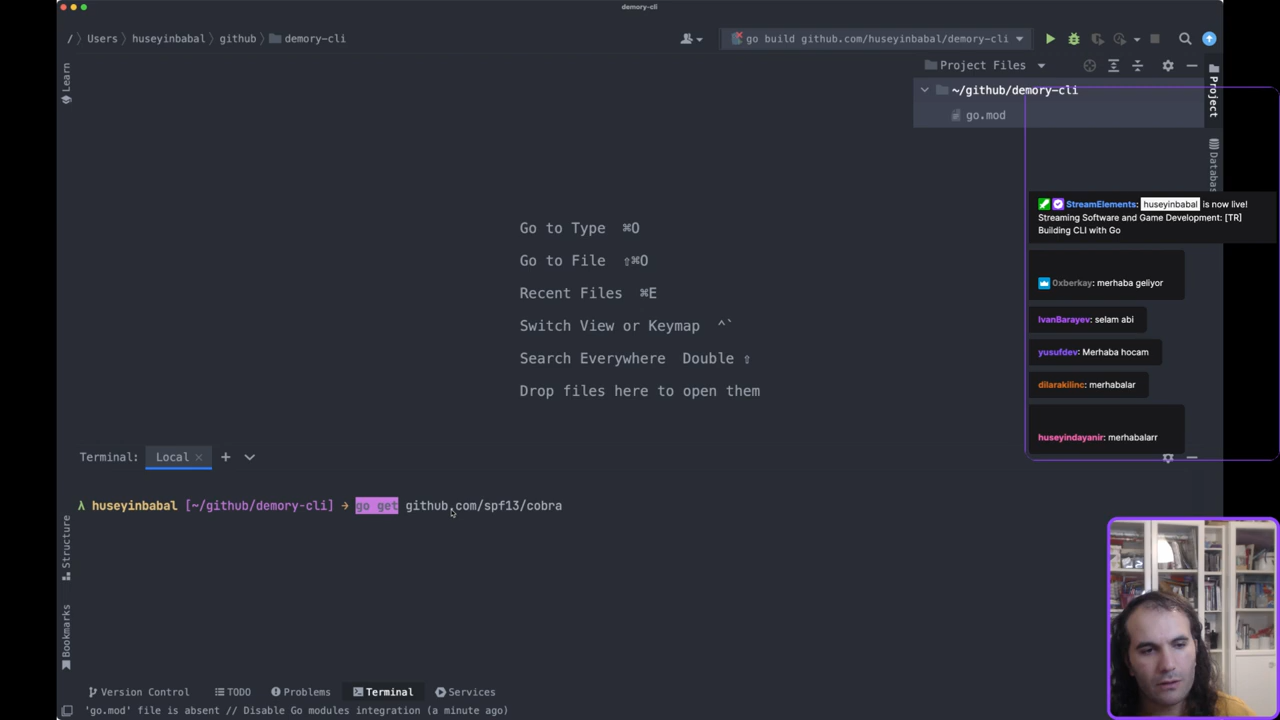 demory-cli
/ Users huseyinbabal github demory-cli
go build github.com/huseyinbabal/demory-cli
Learn
Project Files
~/github/demory-cli
go.mod
Project
Databas
Go to Type ⌘O
Go to File ⇧⌘O
Recent Files ⌘E
Switch View or Keymap ^`
Search Everywhere Double ⇧
Drop files here to open them
StreamElements: huseyinbabal is now live!
Streaming Software and Game Development: [TR]
Building CLI with Go
0xberkay: merhaba geliyor
IvanBarayev: selam abi
yusufdev: Merhaba hocam
dilarakilinc: merhabalar
huseyindayanir: merhabalarr
Terminal: Local
λ huseyinbabal [~/github/demory-cli] → go get github.com/spf13/cobra
Structure
Bookmarks
Version Control TODO Problems Terminal Services
'go.mod' file is absent // Disable Go modules integration (a minute ago)